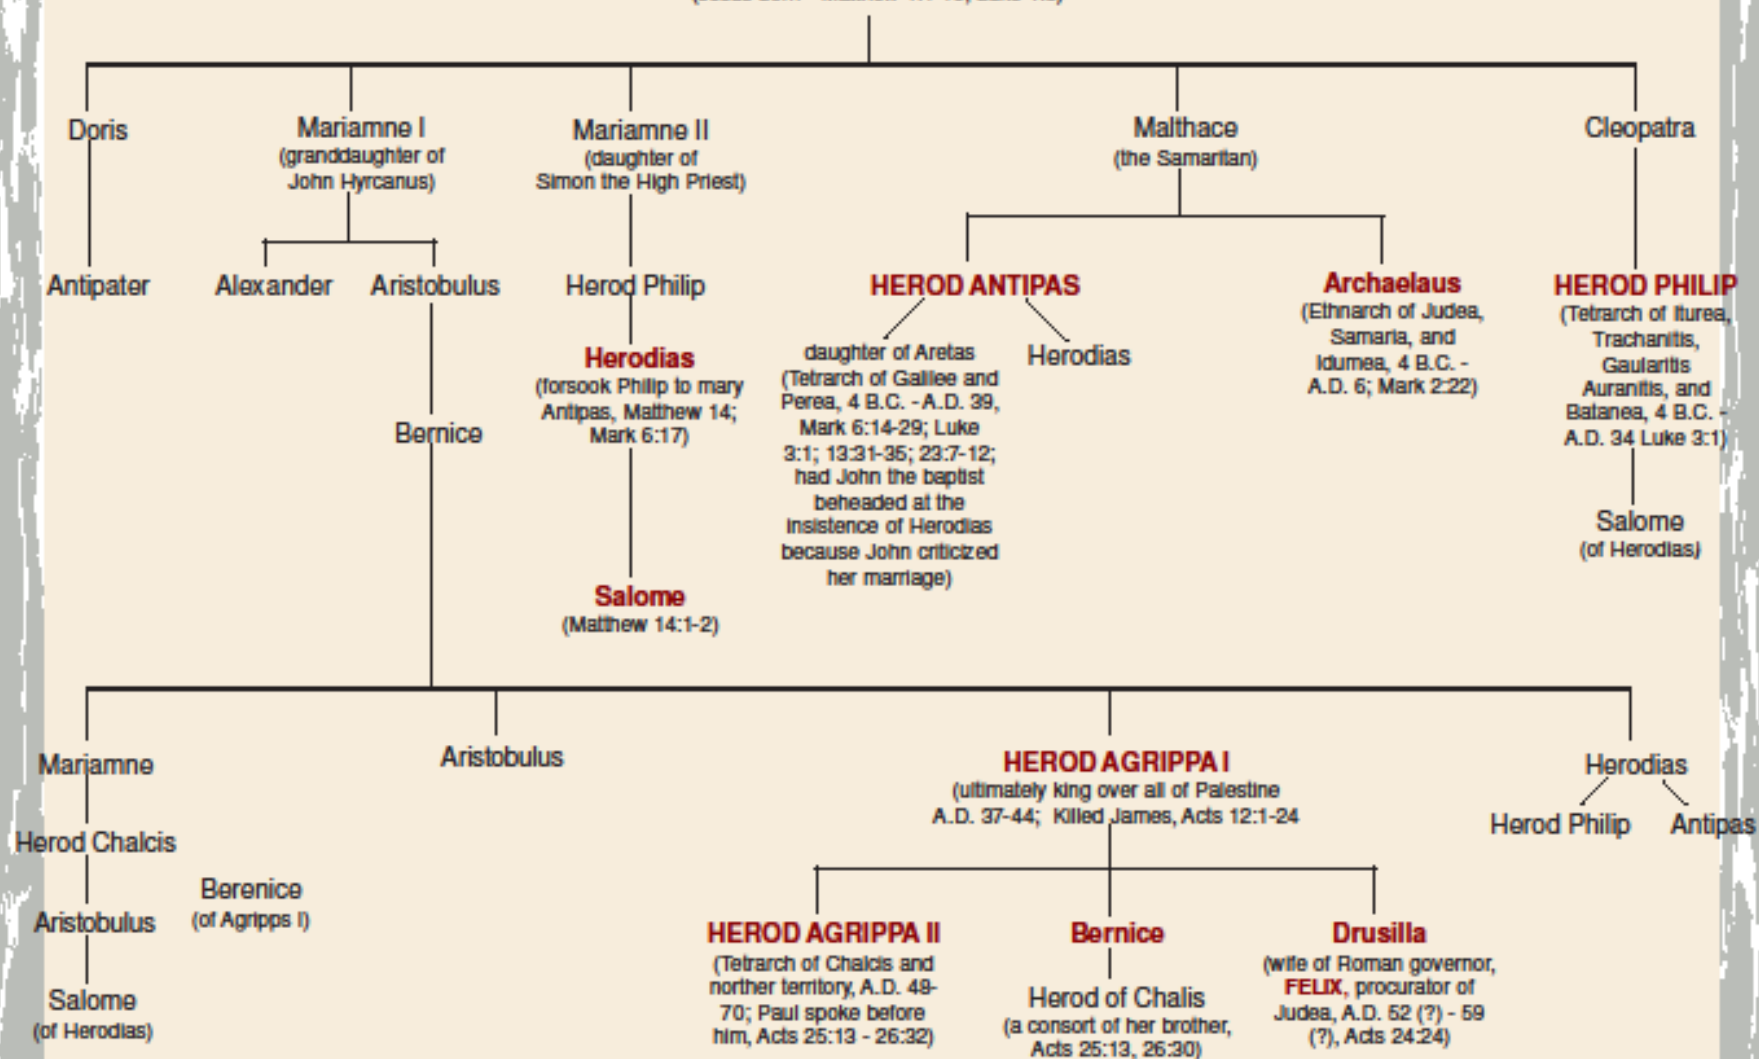 Doris
Mariamne I
(granddaughter of
John Hyrcanus)
Mariamne II
(daughter of
Simon the High Priest)
Malthace
(the Samaritan)
Cleopatra
Antipater
Alexander
Aristobulus
Herod Philip
HEROD ANTIPAS
Archaelaus
(Ethnarch of Judea,
Samaria, and
Idumea, 4 B.C. -
A.D. 6; Mark 2:22)
HEROD PHILIP
(Tetrarch of Iturea,
Trachanitis,
Gaularitis
Auranitis, and
Batanea, 4 B.C. -
A.D. 34 Luke 3:1)
Herodias
(forsook Philip to mary
Antipas, Matthew 14;
Mark 6:17)
daughter of Aretas
(Tetrarch of Galilee and
Perea, 4 B.C. - A.D. 39,
Mark 6:14-29; Luke
3:1; 13:31-35; 23:7-12;
had John the baptist
beheaded at the
insistence of Herodias
because John criticized
her marriage)
Herodias
Bernice
Salome
(of Herodias)
Salome
(Matthew 14:1-2)
Mariamne
Aristobulus
HEROD AGRIPPA I
(ultimately king over all of Palestine
A.D. 37-44; Killed James, Acts 12:1-24
Herodias
Herod Philip
Antipas
Herod Chalcis
Berenice
(of Agripps I)
Aristobulus
Salome
(of Herodias)
HEROD AGRIPPA II
(Tetrarch of Chalcis and
norther territory, A.D. 48-
70; Paul spoke before
him, Acts 25:13 - 26:32)
Bernice
Herod of Chalis
(a consort of her brother,
Acts 25:13, 26:30)
Drusilla
(wife of Roman governor,
FELIX, procurator of
Judea, A.D. 52 (?) - 59
(?), Acts 24:24)